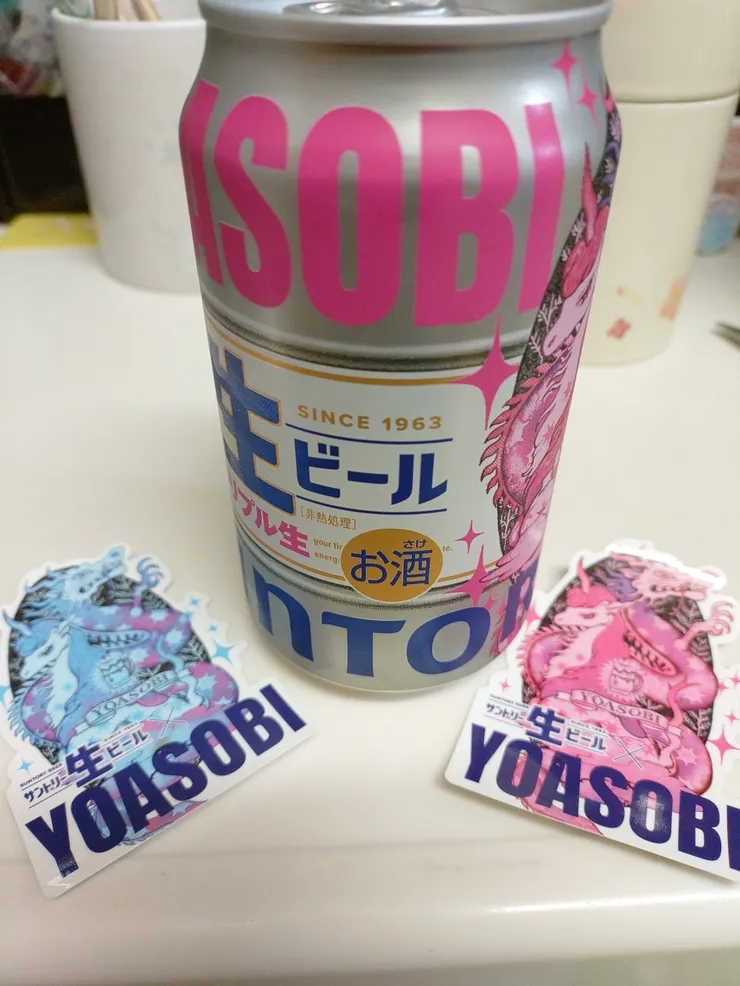 ASOBI
SINCE 1963
生ビール
[非熱処理]
リプル生
さけ
お酒
NTO
YOASOBI
サントリー生ビール
YOASOBI
YOASOBI
サントリー生ビール
YOASOBI